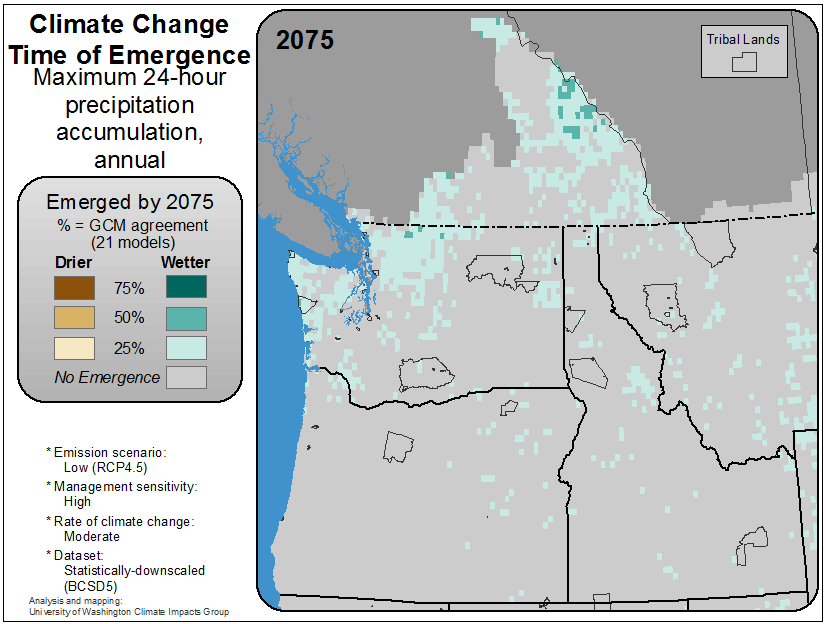 Climate Change
Time of Emergence
Maximum 24-hour
precipitation
accumulation,
annual
Emerged by 2075
% = GCM agreement
(21 models)
Drier Wetter
75%
50%
25%
No Emergence
* Emission scenario:
Low (RCP4.5)
* Management sensitivity:
High
* Rate of climate change:
Moderate
* Dataset:
Statistically-downscaled
(BCSD5)
Analysis and mapping:
University of Washington Climate Impacts Group
2075
Tribal Lands